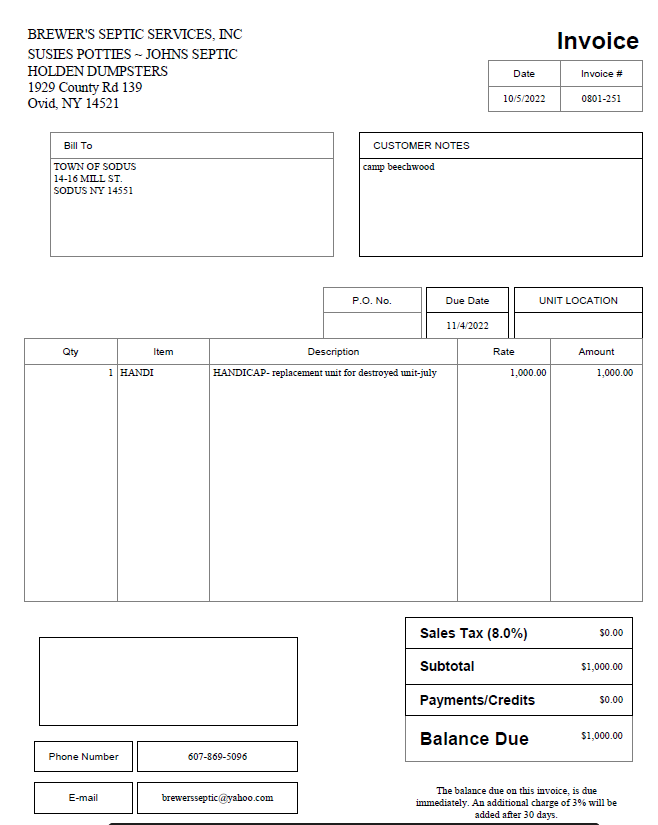 BREWER'S SEPTIC SERVICES, INC
SUSIES POTTIES ~ JOHNS SEPTIC
HOLDEN DUMPSTERS
1929 County Rd 139
Ovid, NY 14521
Invoice
Date Invoice #
10/5/2022 0801-251
Bill To
TOWN OF SODUS
14-16 MILL ST.
SODUS NY 14551
CUSTOMER NOTES
camp beechwood
P.O. No. Due Date UNIT LOCATION
11/4/2022
Qty Item Description Rate Amount
1 HANDI HANDICAP- replacement unit for destroyed unit-july 1,000.00 1,000.00
Sales Tax (8.0%) $0.00
Subtotal $1,000.00
Payments/Credits $0.00
Balance Due $1,000.00
Phone Number 607-869-5096
E-mail brewersseptic@yahoo.com
The balance due on this invoice, is due
immediately. An additional charge of 3% will be
added after 30 days.